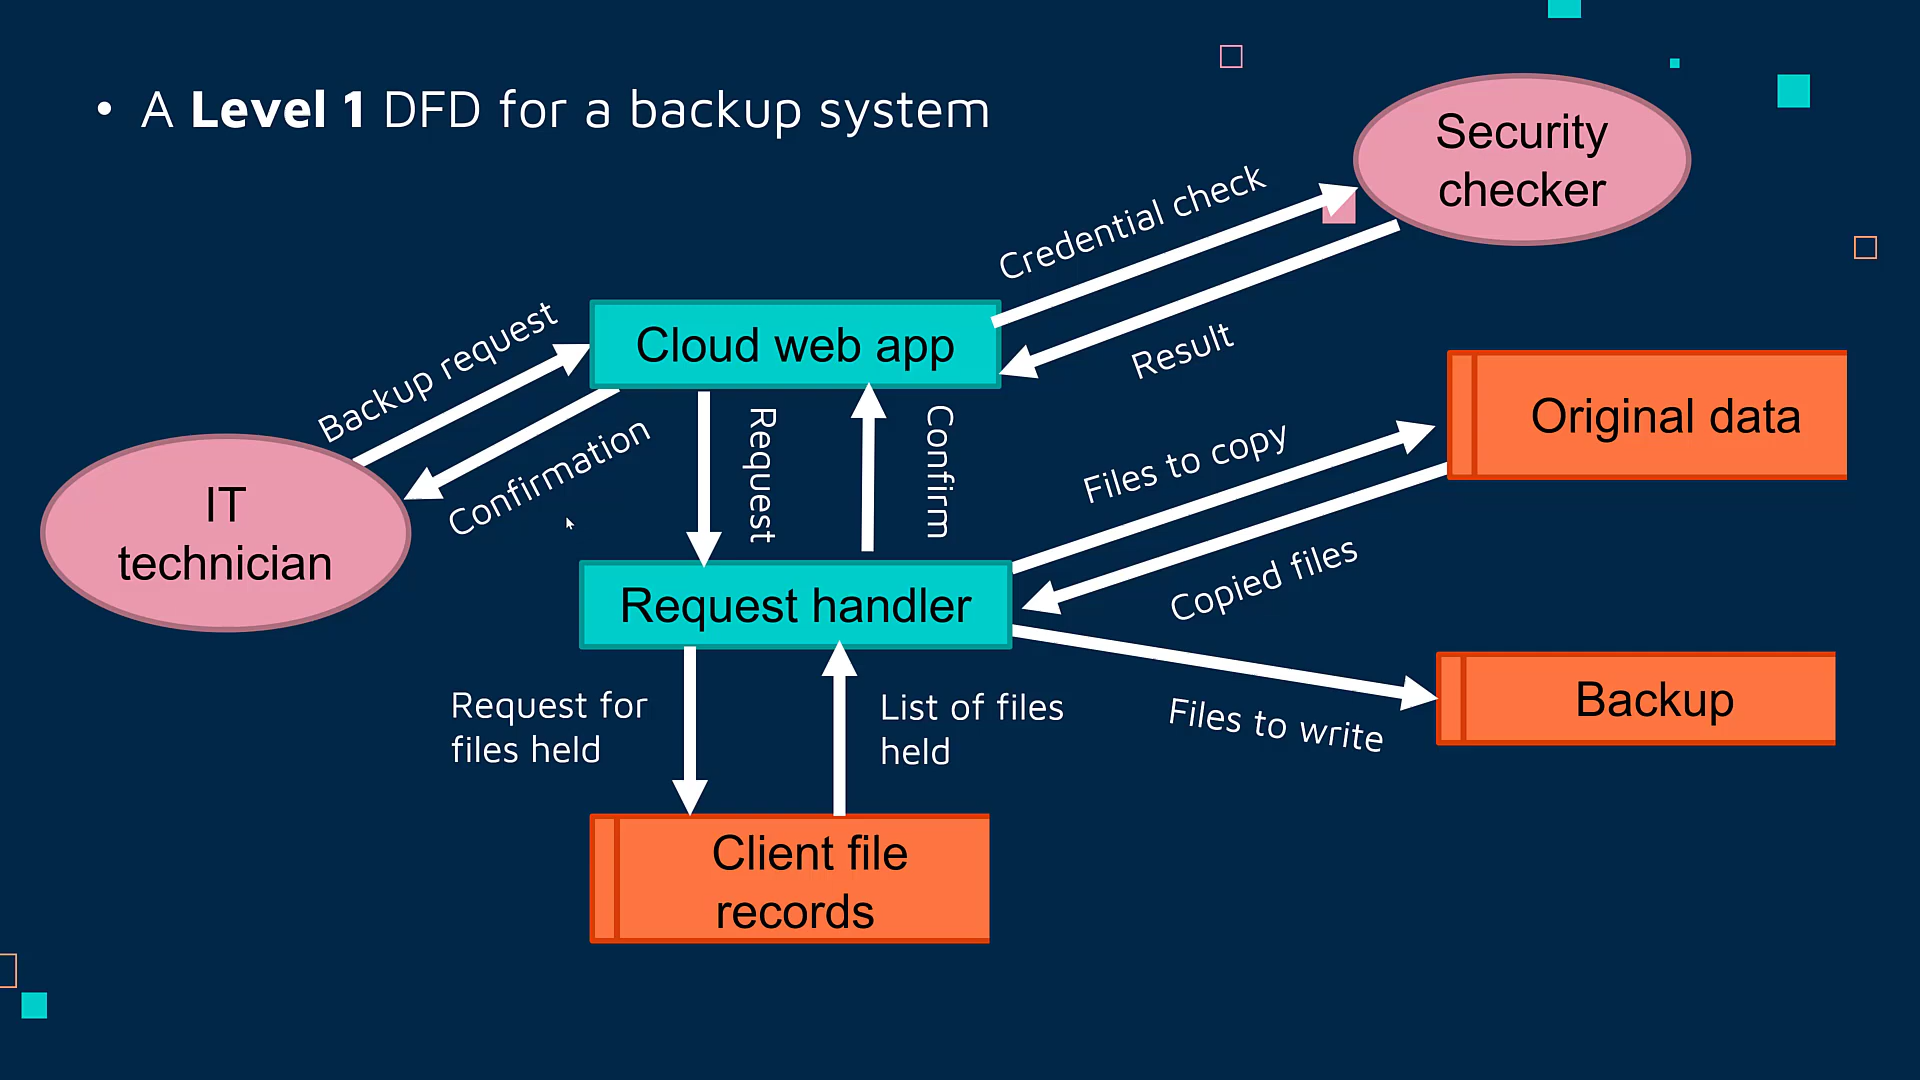 • A Level 1 DFD for a backup system
Security
checker
Credential check
Result
Cloud web app
Backup request
Confirmation
IT
technician
Request
Confirm
Original data
Files to copy
Copied files
Request handler
Files to write
Backup
Request for
files held
List of files
held
Client file
records